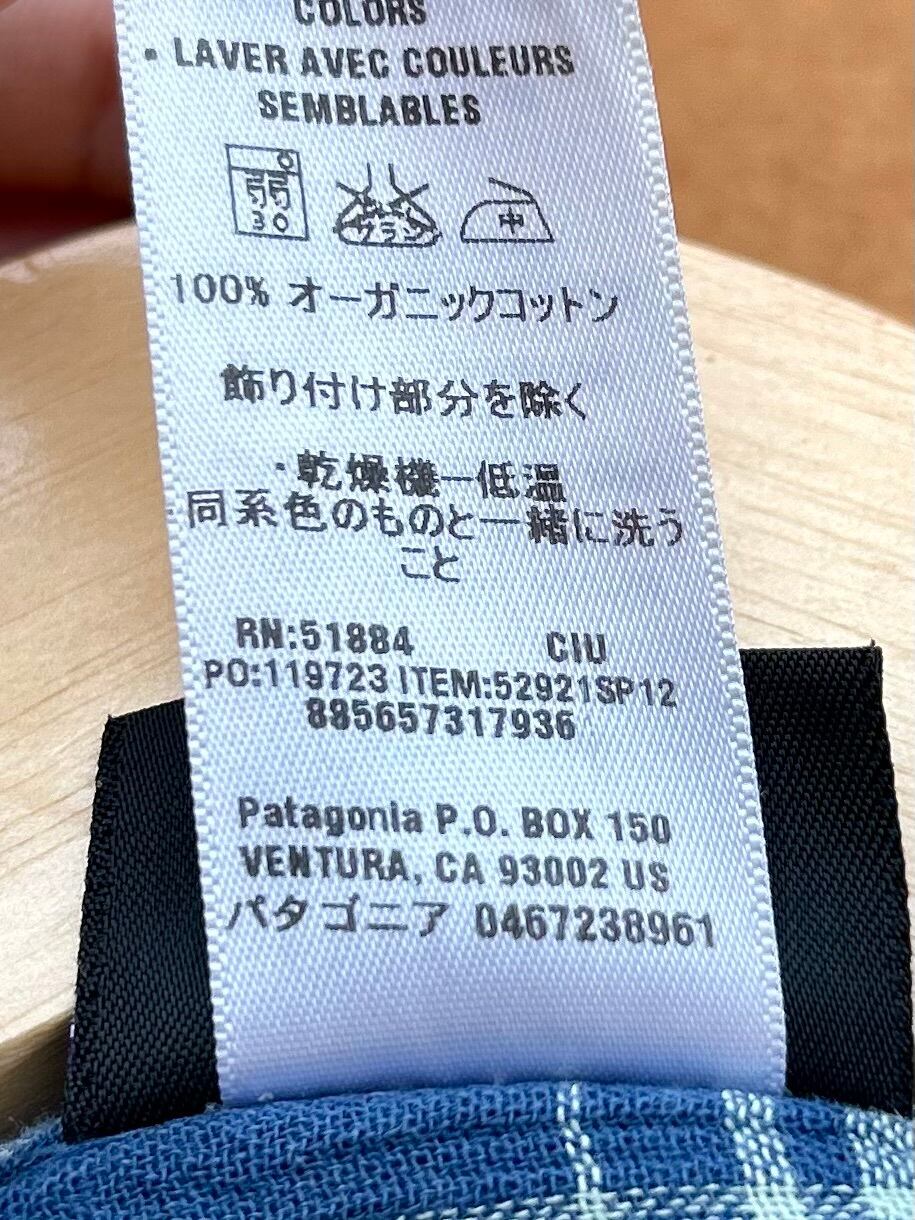 COLORS
• LAVER AVEC COULEURS
SEMBLABLES
弱
30
中
100% オーガニックコットン
飾り付け部分を除く
・乾燥機ー低温
同系色のものと一緒に洗う
こと
RN:51884 CIU
PO:119723 ITEM:52921SP12
885657317936
Patagonia P.O. BOX 150
VENTURA, CA 93002 US
パタゴニア 0467238961